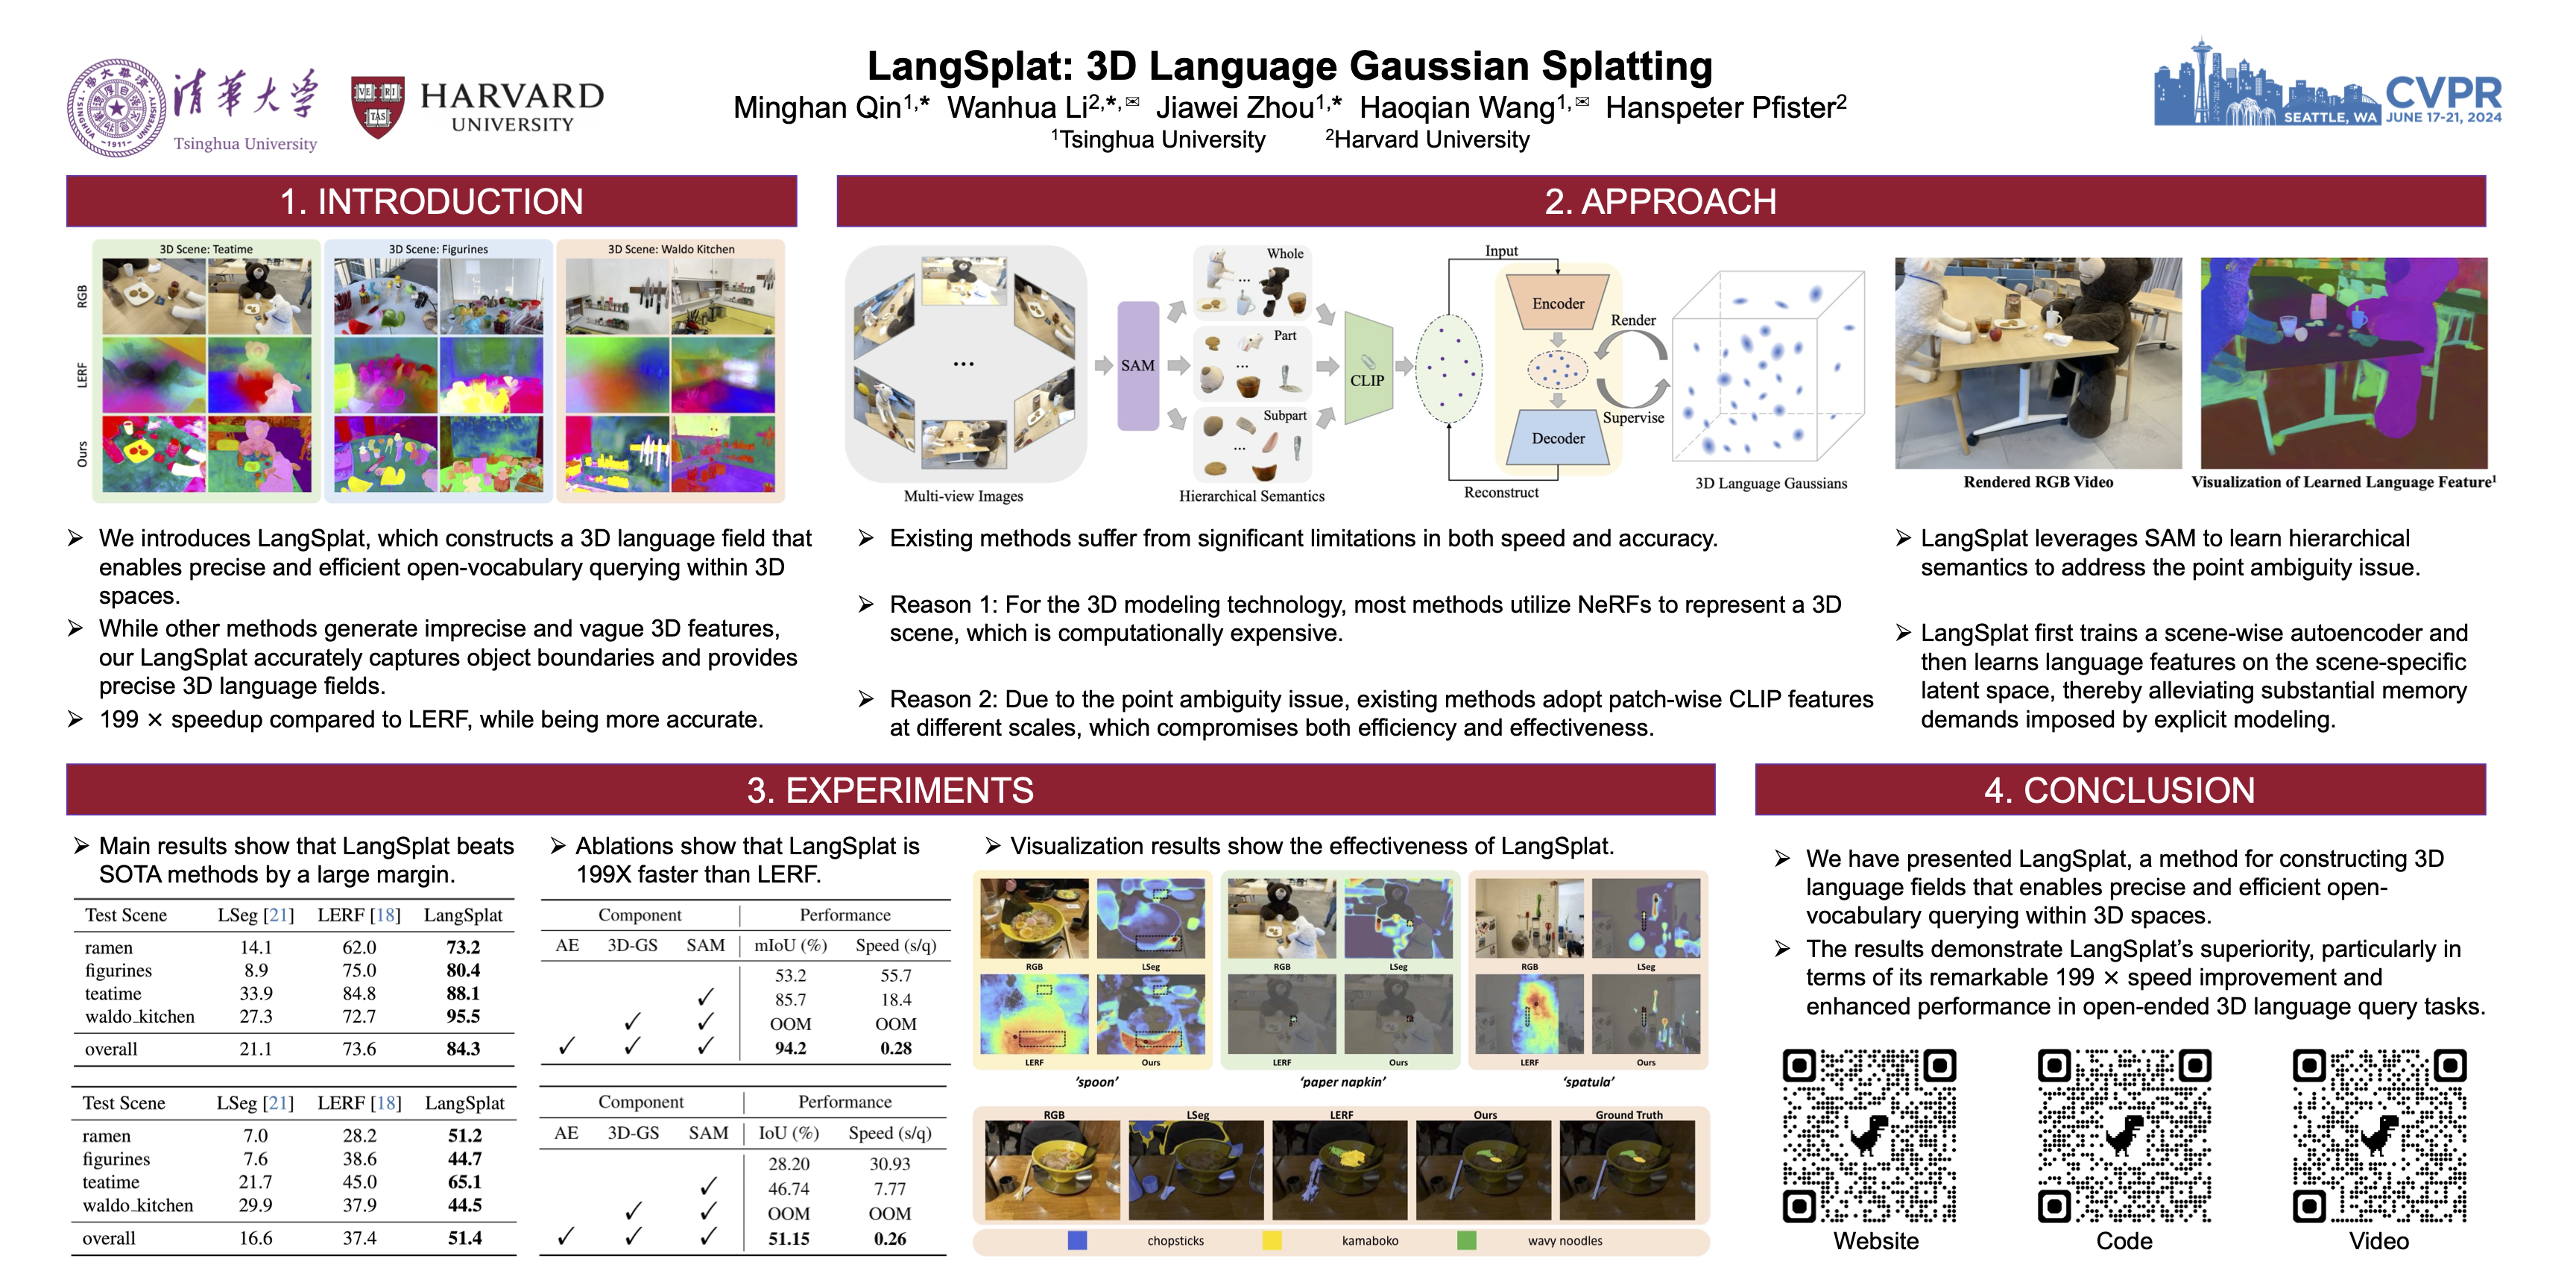 清華大学
Tsinghua University
HARVARD
UNIVERSITY
LangSplat: 3D Language Gaussian Splatting
Minghan Qin1,* Wanhua Li2,*,✉ Jiawei Zhou1,* Haoqian Wang1,✉ Hanspeter Pfister2
1Tsinghua University 2Harvard University
CVPR
SEATTLE, WA JUNE 17-21, 2024
1. INTRODUCTION
3D Scene: Teatime 3D Scene: Figurines 3D Scene: Waldo Kitchen
RGB
LERF
Ours
➢ We introduces LangSplat, which constructs a 3D language field that
enables precise and efficient open-vocabulary querying within 3D
spaces.
➢ While other methods generate imprecise and vague 3D features,
our LangSplat accurately captures object boundaries and provides
precise 3D language fields.
➢ 199 × speedup compared to LERF, while being more accurate.
2. APPROACH
Multi-view Images
SAM
Whole
Part
Subpart
Hierarchical Semantics
CLIP
Input
Encoder
Decoder
Reconstruct
Render
Supervise
3D Language Gaussians
Rendered RGB Video
Visualization of Learned Language Feature1
➢ Existing methods suffer from significant limitations in both speed and accuracy.
➢ Reason 1: For the 3D modeling technology, most methods utilize NeRFs to represent a 3D
scene, which is computationally expensive.
➢ Reason 2: Due to the point ambiguity issue, existing methods adopt patch-wise CLIP features
at different scales, which compromises both efficiency and effectiveness.
➢ LangSplat leverages SAM to learn hierarchical
semantics to address the point ambiguity issue.
➢ LangSplat first trains a scene-wise autoencoder and
then learns language features on the scene-specific
latent space, thereby alleviating substantial memory
demands imposed by explicit modeling.
3. EXPERIMENTS
➢ Main results show that LangSplat beats
SOTA methods by a large margin.
Test Scene LSeg [21] LERF [18] LangSplat
ramen 14.1 62.0 73.2
figurines 8.9 75.0 80.4
teatime 33.9 84.8 88.1
waldo_kitchen 27.3 72.7 95.5
overall 21.1 73.6 84.3
Test Scene LSeg [21] LERF [18] LangSplat
ramen 7.0 28.2 51.2
figurines 7.6 38.6 44.7
teatime 21.7 45.0 65.1
waldo_kitchen 29.9 37.9 44.5
overall 16.6 37.4 51.4
➢ Ablations show that LangSplat is
199X faster than LERF.
Component Performance
AE 3D-GS SAM mIoU (%) Speed (s/q)
53.2 55.7
✓ 85.7 18.4
✓ ✓ OOM OOM
✓ ✓ ✓ 94.2 0.28
Component Performance
AE 3D-GS SAM IoU (%) Speed (s/q)
28.20 30.93
✓ 46.74 7.77
✓ ✓ OOM OOM
✓ ✓ ✓ 51.15 0.26
➢ Visualization results show the effectiveness of LangSplat.
RGB LSeg RGB LSeg RGB LSeg
LERF Ours LERF Ours LERF Ours
'spoon' 'paper napkin' 'spatula'
RGB LSeg LERF Ours Ground Truth
chopsticks kamaboko wavy noodles
4. CONCLUSION
➢ We have presented LangSplat, a method for constructing 3D
language fields that enables precise and efficient open-
vocabulary querying within 3D spaces.
➢ The results demonstrate LangSplat's superiority, particularly in
terms of its remarkable 199 × speed improvement and
enhanced performance in open-ended 3D language query tasks.
Website Code Video